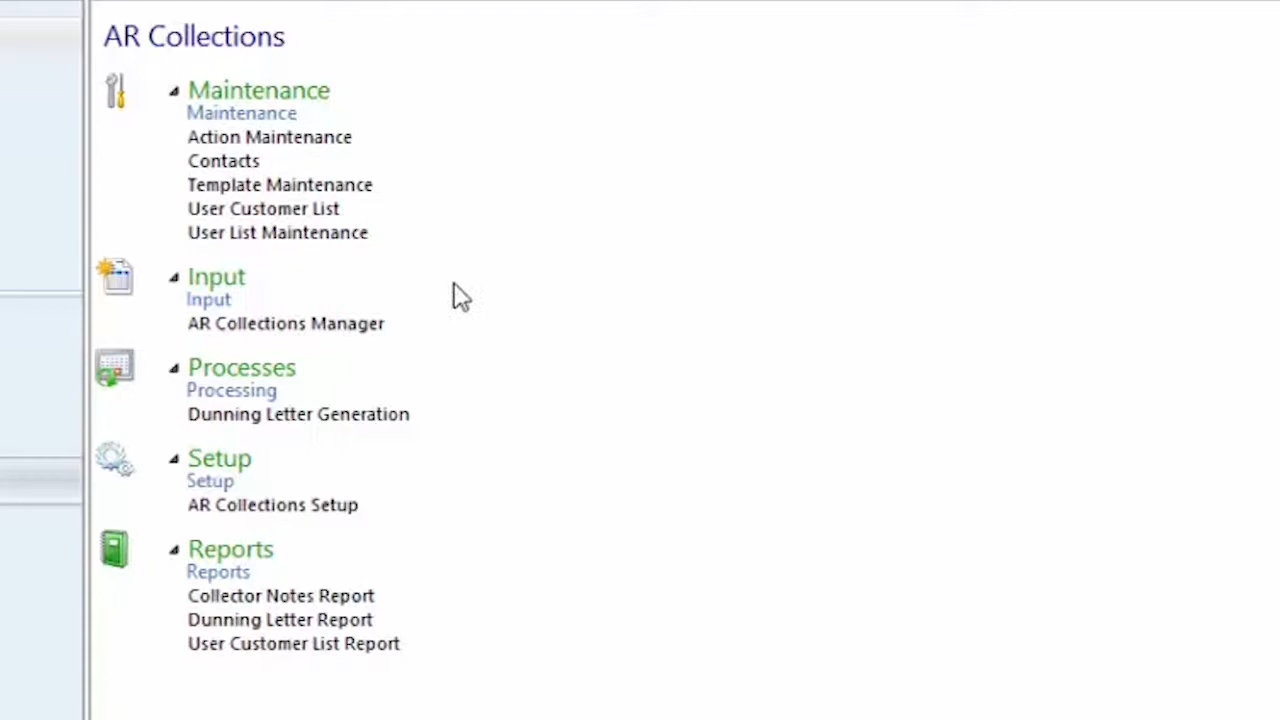 AR Collections
Maintenance
Maintenance
Action Maintenance
Contacts
Template Maintenance
User Customer List
User List Maintenance
Input
Input
AR Collections Manager
Processes
Processing
Dunning Letter Generation
Setup
Setup
AR Collections Setup
Reports
Reports
Collector Notes Report
Dunning Letter Report
User Customer List Report